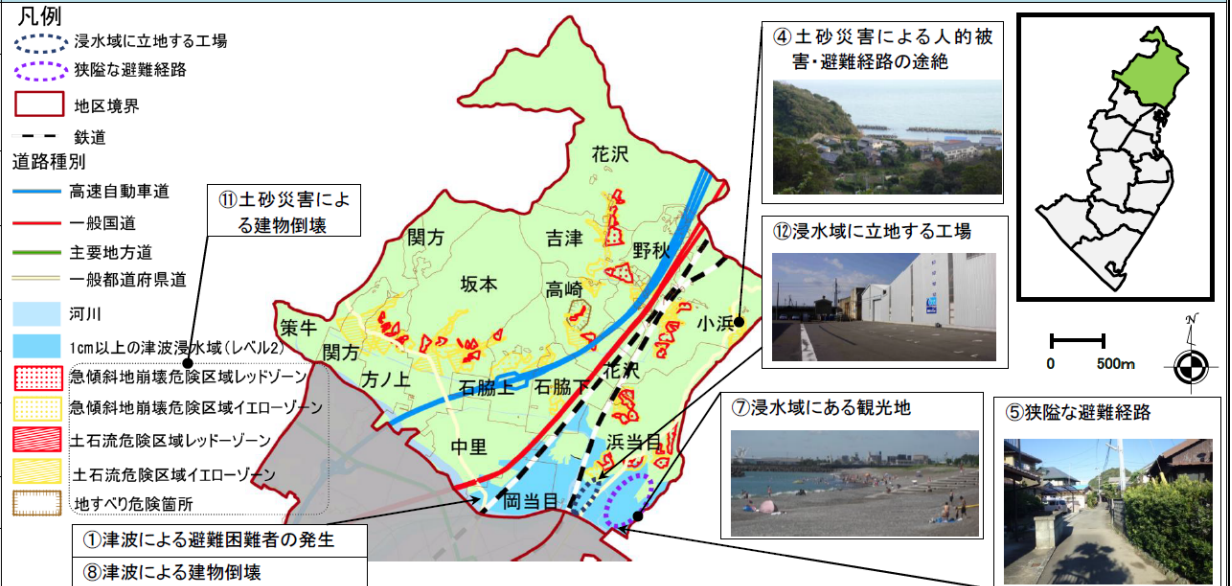 凡例
浸水域に立地する工場
狭隘な避難経路
地区境界
鉄道
道路種別
高速自動車道
一般国道
主要地方道
一般都道府県道
河川
1cm以上の津波浸水域(レベル2)
急傾斜地崩壊危険区域レッドゾーン
急傾斜地崩壊危険区域イエローゾーン
土石流危険区域レッドーゾーン
土石流危険区域イエローゾーン
地すべり危険箇所
⑪土砂災害によ
る建物倒壊
①津波による避難困難者の発生
⑧津波による建物倒壊
花沢
関方
吉津
野秋
坂本
高崎
小浜
策牛
関方
方ノ上
石脇上
石脇下
花沢
中里
浜当目
岡当目
④土砂災害による人的被
害・避難経路の途絶
⑫浸水域に立地する工場
⑦浸水域にある観光地
⑤狭隘な避難経路
N
0 500m